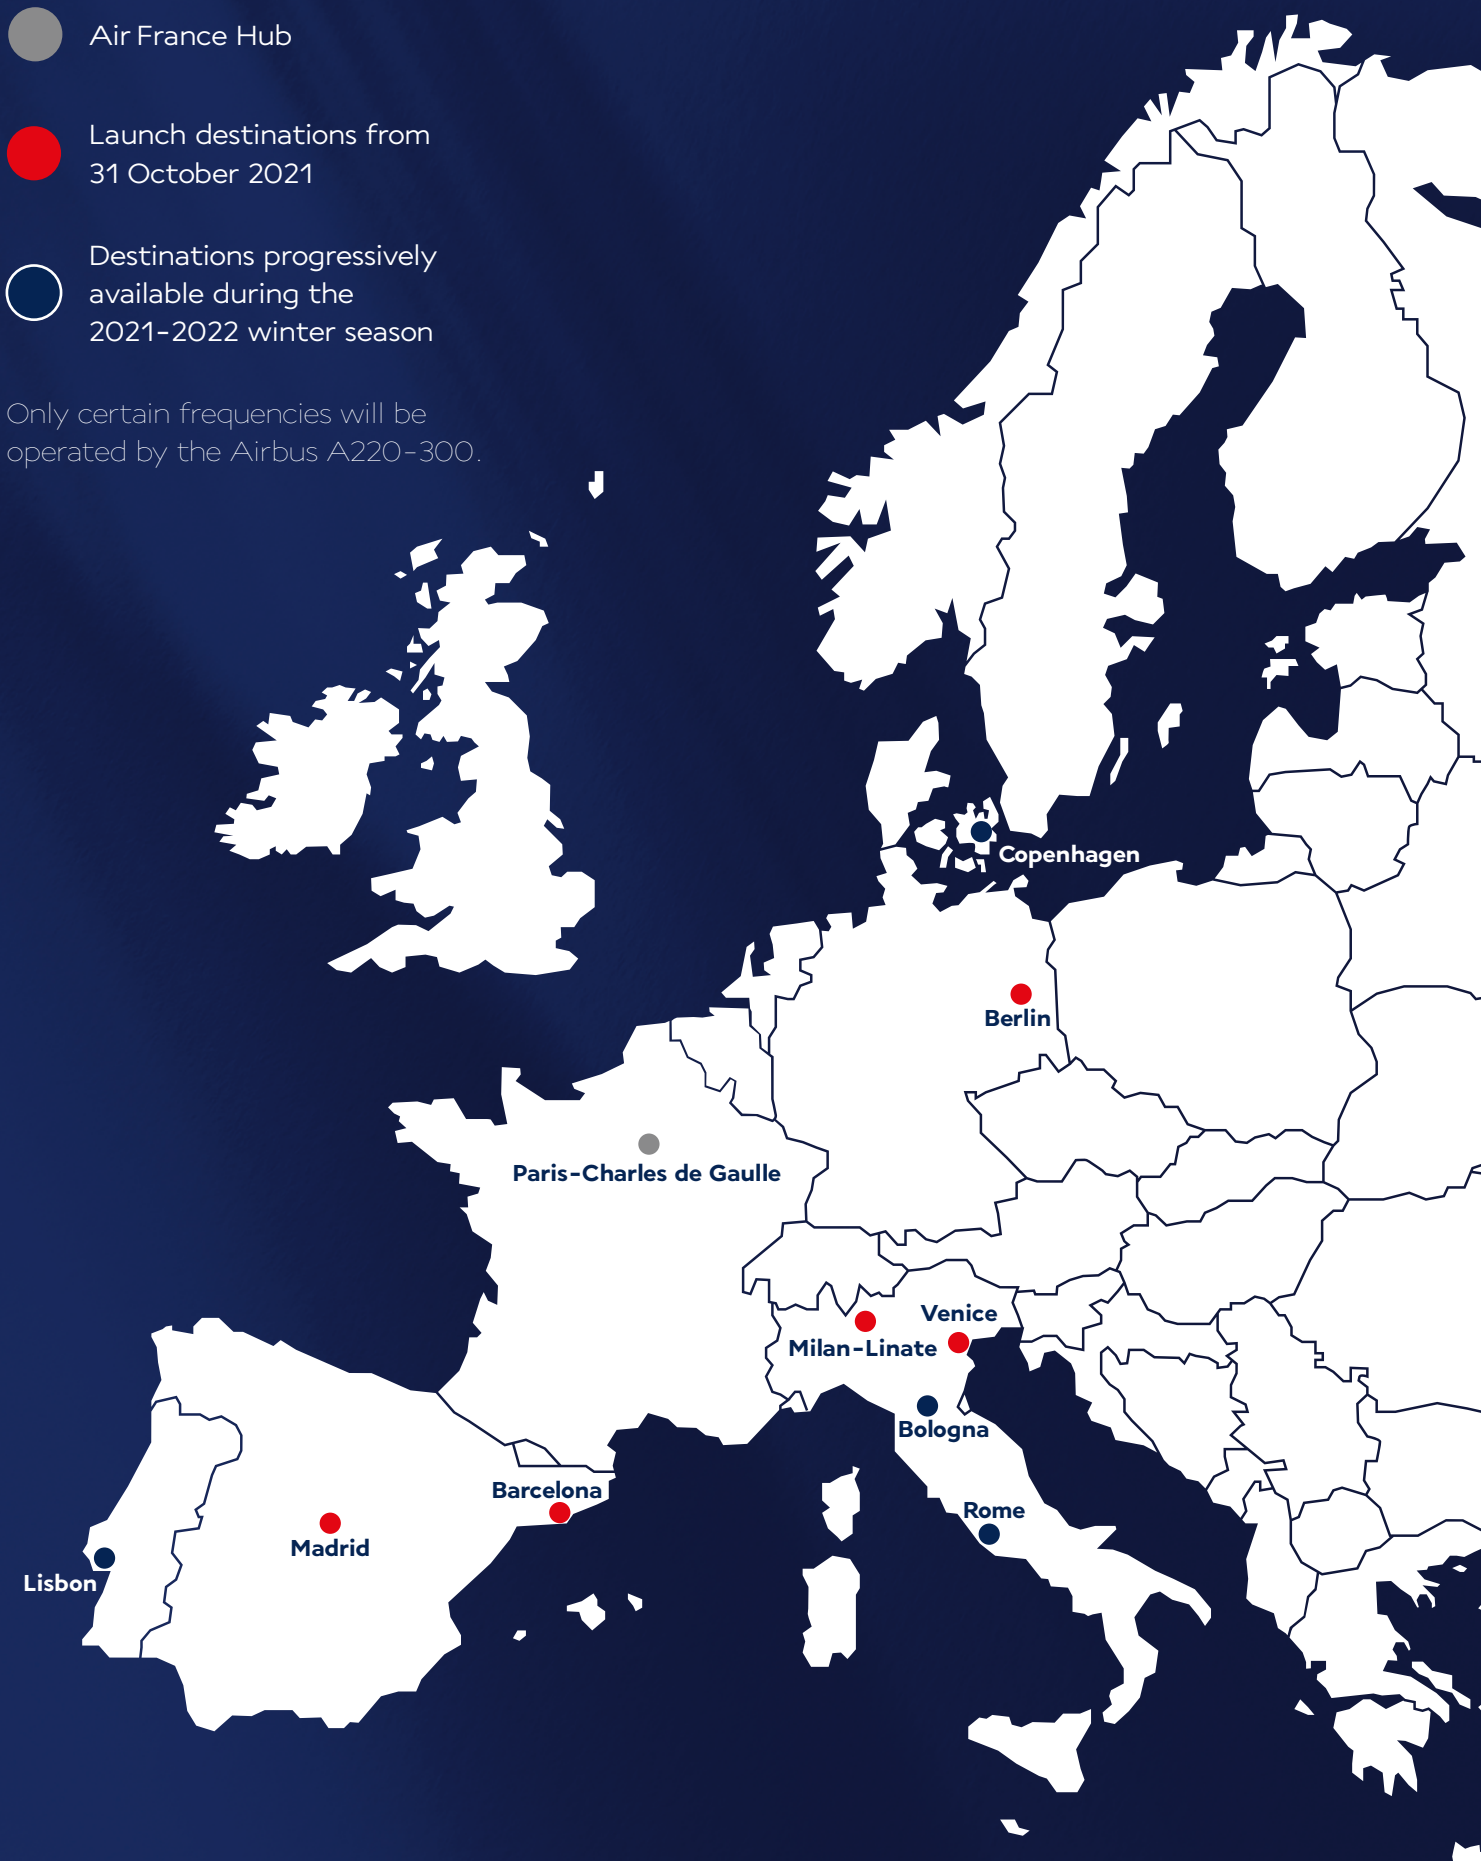 Air France Hub
Launch destinations from
31 October 2021
Destinations progressively
available during the
2021-2022 winter season
Only certain frequencies will be
operated by the Airbus A220-300.
Copenhagen
Berlin
Paris-Charles de Gaulle
Venice
Milan-Linate
Bologna
Barcelona
Rome
Madrid
Lisbon